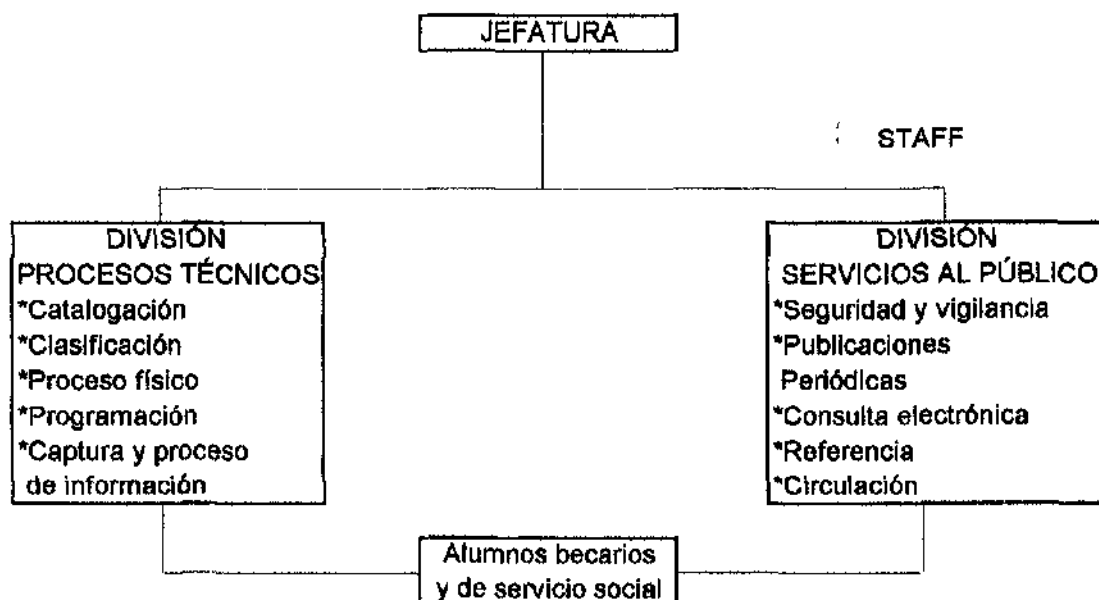 JEFATURA
STAFF
DIVISIÓN
PROCESOS TÉCNICOS
*Catalogación
*Clasificación
*Proceso físico
*Programación
*Captura y proceso
de información
DIVISIÓN
SERVICIOS AL PÚBLICO
*Seguridad y vigilancia
*Publicaciones
Periódicas
*Consulta electrónica
*Referencia
*Circulación
Alumnos becarios
y de servicio social